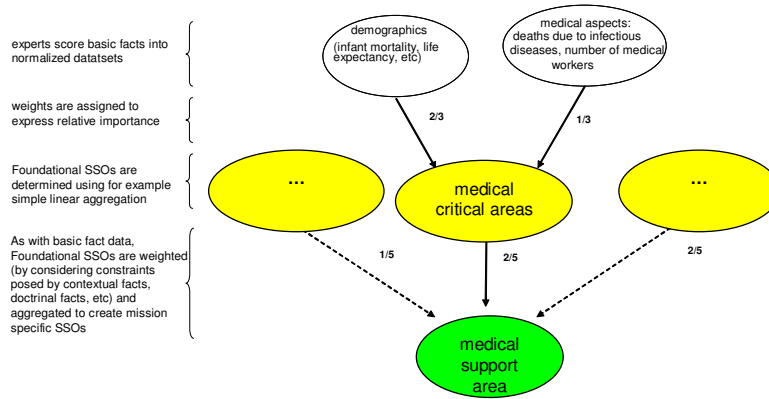 experts score basic facts into
normalized datatsets
demographics
(infant mortality, life
expectancy, etc)
medical aspects:
deaths due to infectious
diseases, number of medical
workers
weights are assigned to
express relative importance
2/3
1/3
Foundational SSOs are
determined using for example
simple linear aggregation
...
medical
critical areas
...
As with basic fact data,
Foundational SSOs are weighted
(by considering constraints
posed by contextual facts,
doctrinal facts, etc) and
aggregated to create mission
specific SSOs
1/5
2/5
2/5
medical
support
area